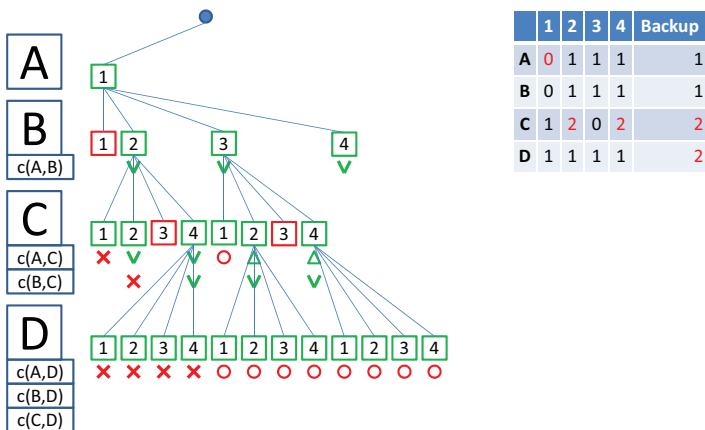 1 2 3 4 Backup
A 0 1 1 1 1
B 0 1 1 1 1
C 1 2 0 2 2
D 1 1 1 1 2
A
1
B
1 2 3 4
c(A,B)
C
1 2 3 4 1 2 3 4
c(A,C)
c(B,C)
D
1 2 3 4 1 2 3 4 1 2 3 4
c(A,D)
c(B,D)
c(C,D)